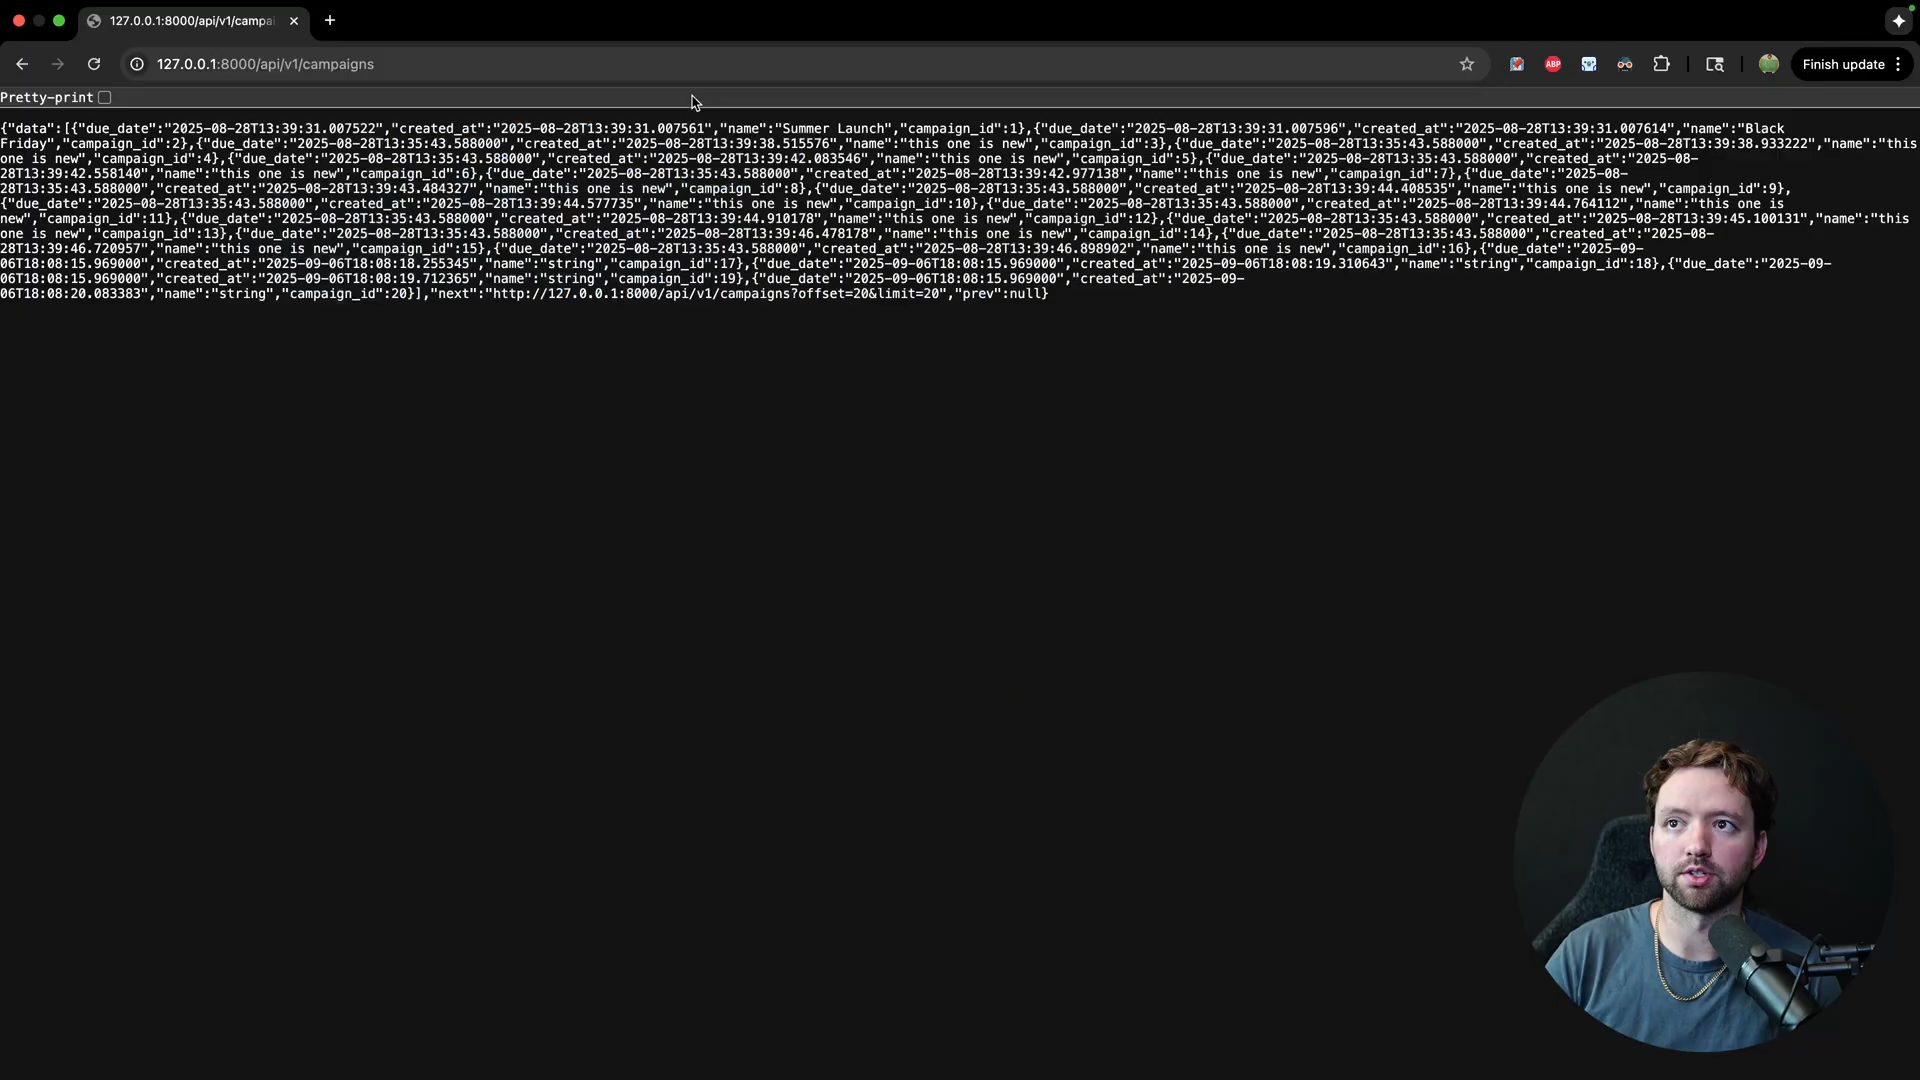 127.0.0.1:8000/api/v1/campai
127.0.0.1:8000/api/v1/campaigns
ABP
Finish update
Pretty-print
{"data":[{"due_date":"2025-08-28T13:39:31.007522","created_at":"2025-08-28T13:39:31.007561","name":"Summer Launch","campaign_id":1},{"due_date":"2025-08-28T13:39:31.007596","created_at":"2025-08-28T13:39:31.007614","name":"Black
Friday","campaign_id":2},{"due_date":"2025-08-28T13:35:43.588000","created_at":"2025-08-28T13:39:38.515576","name":"this one is new","campaign_id":3},{"due_date":"2025-08-28T13:35:43.588000","created_at":"2025-08-28T13:39:38.933222","name":"this
one is new","campaign_id":4},{"due_date":"2025-08-28T13:35:43.588000","created_at":"2025-08-28T13:39:42.083546","name":"this one is new","campaign_id":5},{"due_date":"2025-08-28T13:35:43.588000","created_at":"2025-08-
28T13:39:42.558140","name":"this one is new","campaign_id":6},{"due_date":"2025-08-28T13:35:43.588000","created_at":"2025-08-28T13:39:42.977138","name":"this one is new","campaign_id":7},{"due_date":"2025-08-
28T13:35:43.588000","created_at":"2025-08-28T13:39:43.484327","name":"this one is new","campaign_id":8},{"due_date":"2025-08-28T13:35:43.588000","created_at":"2025-08-28T13:39:44.408535","name":"this one is new","campaign_id":9},
{"due_date":"2025-08-28T13:35:43.588000","created_at":"2025-08-28T13:39:44.577735","name":"this one is new","campaign_id":10},{"due_date":"2025-08-28T13:35:43.588000","created_at":"2025-08-28T13:39:44.764112","name":"this one is
new","campaign_id":11},{"due_date":"2025-08-28T13:35:43.588000","created_at":"2025-08-28T13:39:44.910178","name":"this one is new","campaign_id":12},{"due_date":"2025-08-28T13:35:43.588000","created_at":"2025-08-28T13:39:45.100131","name":"this
one is new","campaign_id":13},{"due_date":"2025-08-28T13:35:43.588000","created_at":"2025-08-28T13:39:46.478178","name":"this one is new","campaign_id":14},{"due_date":"2025-08-28T13:35:43.588000","created_at":"2025-08-
28T13:39:46.720957","name":"this one is new","campaign_id":15},{"due_date":"2025-08-28T13:35:43.588000","created_at":"2025-08-28T13:39:46.898902","name":"this one is new","campaign_id":16},{"due_date":"2025-09-
06T18:08:15.969000","created_at":"2025-09-06T18:08:18.255345","name":"string","campaign_id":17},{"due_date":"2025-09-06T18:08:15.969000","created_at":"2025-09-06T18:08:19.310643","name":"string","campaign_id":18},{"due_date":"2025-09-
06T18:08:15.969000","created_at":"2025-09-06T18:08:19.712365","name":"string","campaign_id":19},{"due_date":"2025-09-06T18:08:15.969000","created_at":"2025-09-
06T18:08:20.083383","name":"string","campaign_id":20}],"next":"http://127.0.0.1:8000/api/v1/campaigns?offset=20&limit=20","prev":null}